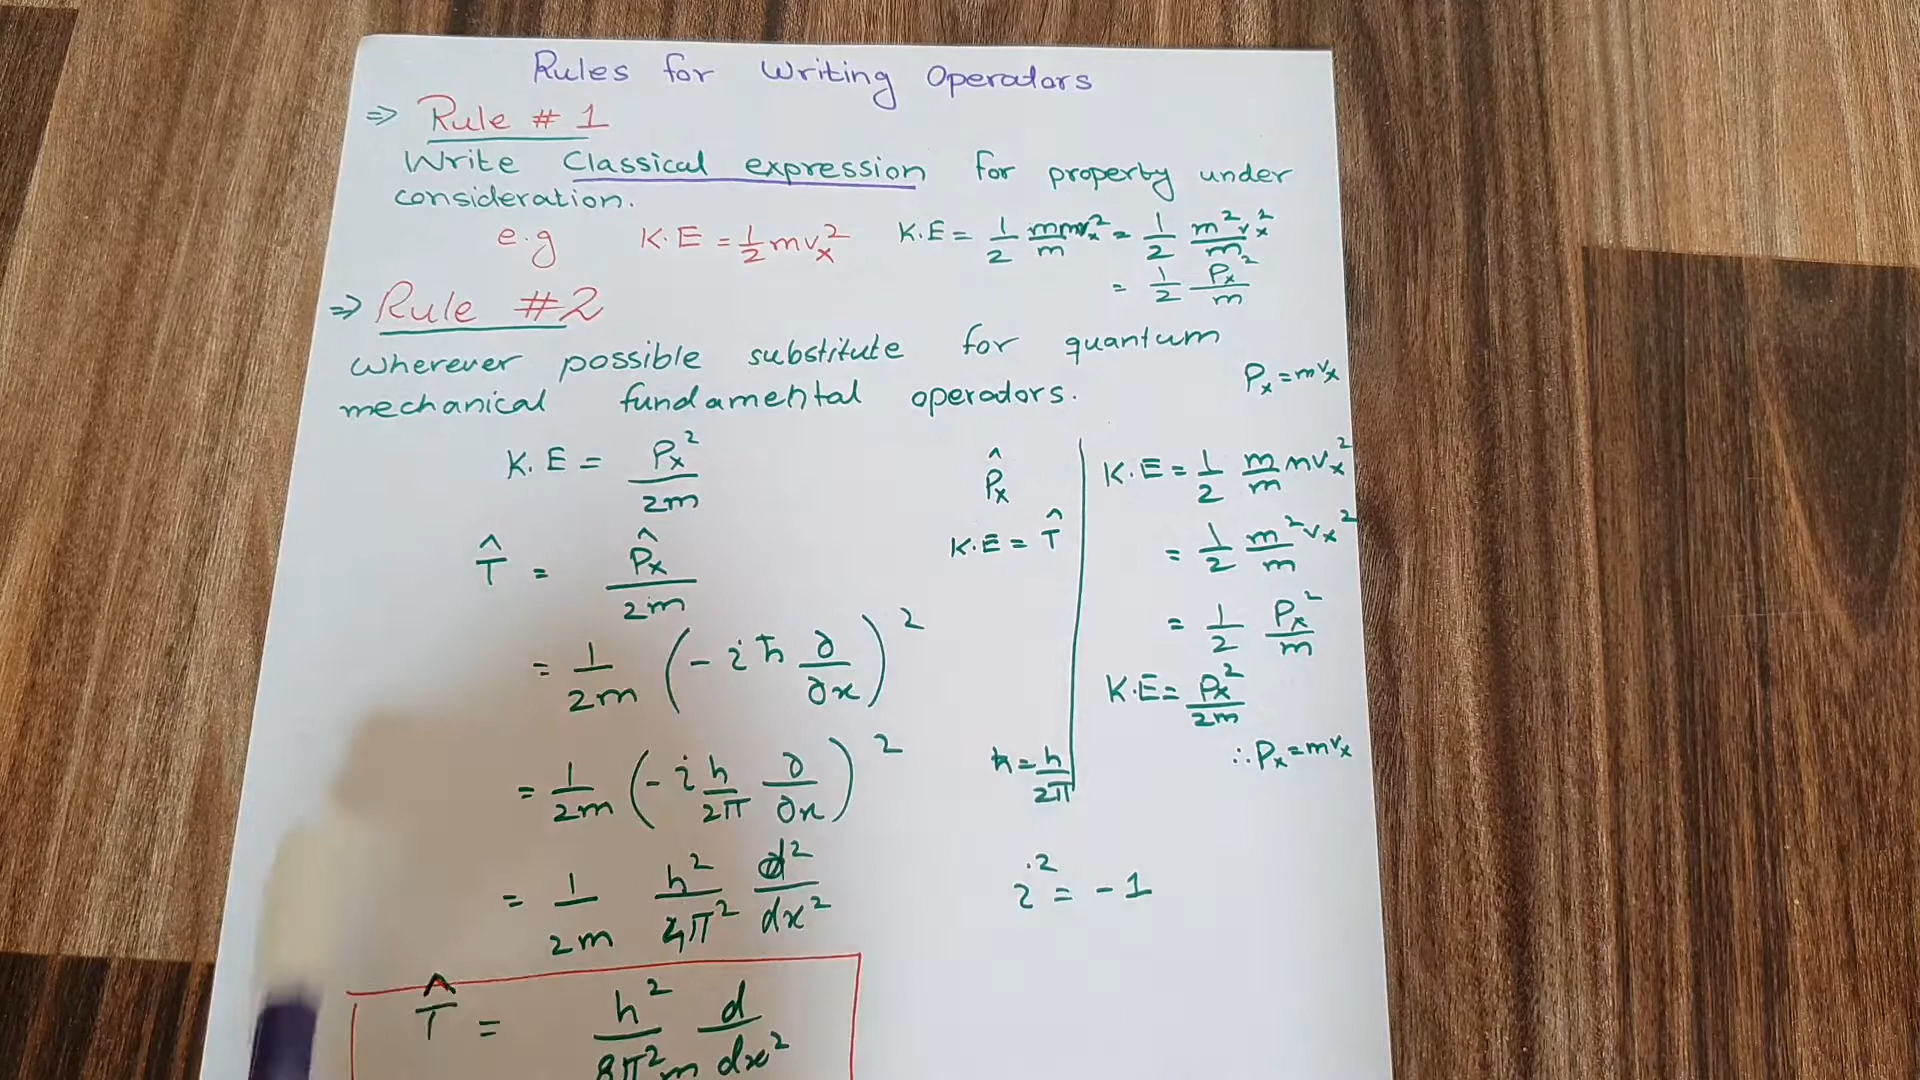 Rules for Writing Operators
⇒ Rule # 1
Write Classical expression for property under
consideration.
e.g K.E = 1/2 mvₓ² K.E = 1/2 m/m mvₓ² = 1/2 m²vₓ²/m
= 1/2 Pₓ²/m
⇒ Rule #2
Wherever possible substitute for quantum
mechanical fundamental operators.
Pₓ = mvₓ
K.E = Pₓ²/2m
T̂ = P̂ₓ/2m
= 1/2m (-iħ ∂/∂x)²
= 1/2m (-i h/2π ∂/∂x)²
= 1/2m h²/4π² d²/dx²
T̂ = h²/8π²m d/dx²
P̂ₓ
K.E = T̂
ħ = h/2π
i² = -1
K.E = 1/2 m/m mvₓ²
= 1/2 m²vₓ²/m
= 1/2 Pₓ²/m
K.E = Pₓ²/2m
∴ Pₓ = mvₓ